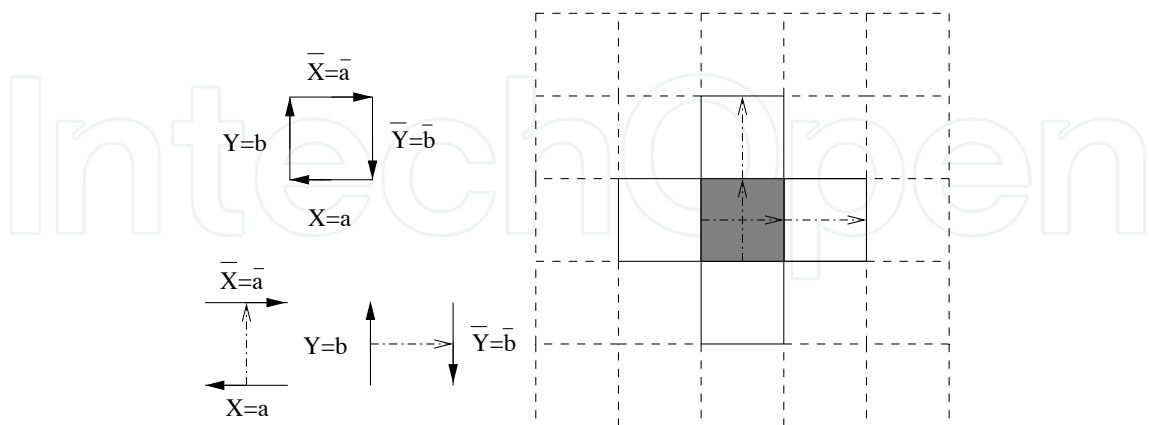 X̅=a̅
Y=b
Y̅=b̅
X=a
X̅=a̅
Y=b
Y̅=b̅
X=a
IntechOpen